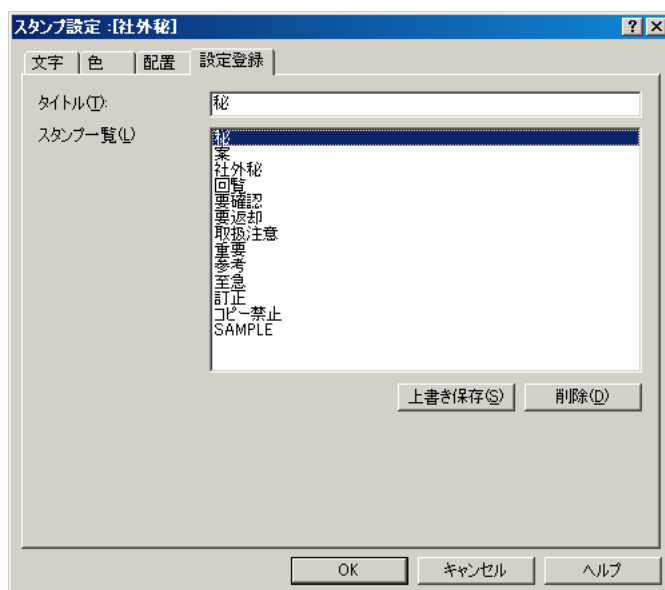 スタンプ設定 :[社外秘]
文字 色 配置 設定登録
タイトル(T): 秘
スタンプ一覧(L)
秘
案
社外秘
回覧
要確認
要返却
取扱注意
重要
参考
至急
訂正
コピー禁止
SAMPLE
上書き保存(S) 削除(D)
OK キャンセル ヘルプ